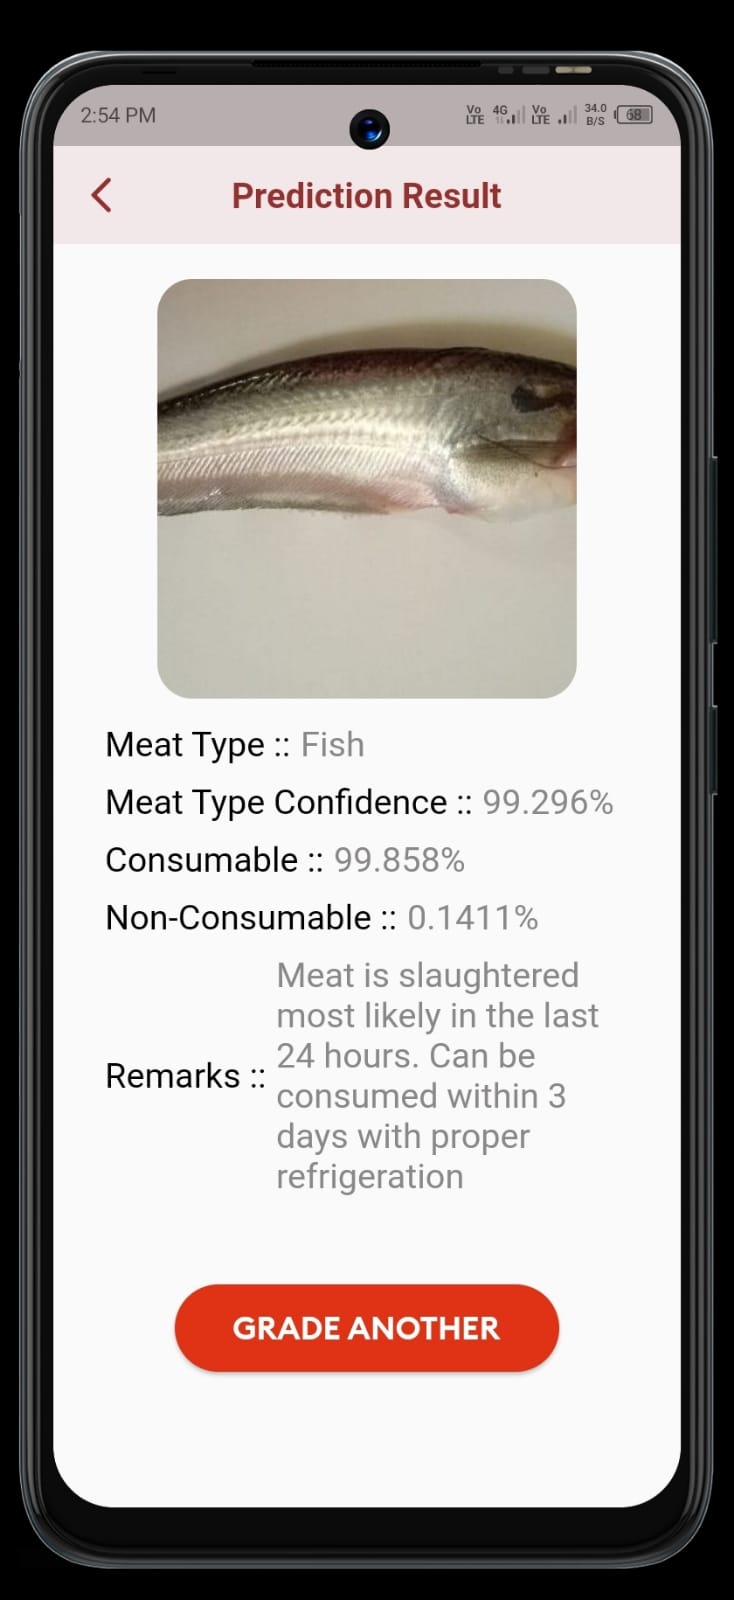 2:54 PM
Vo LTE 4G Vo LTE 34.0 B/S 68
Prediction Result
Meat Type :: Fish
Meat Type Confidence :: 99.296%
Consumable :: 99.858%
Non-Consumable :: 0.1411%
Remarks :: Meat is slaughtered
most likely in the last
24 hours. Can be
consumed within 3
days with proper
refrigeration
GRADE ANOTHER